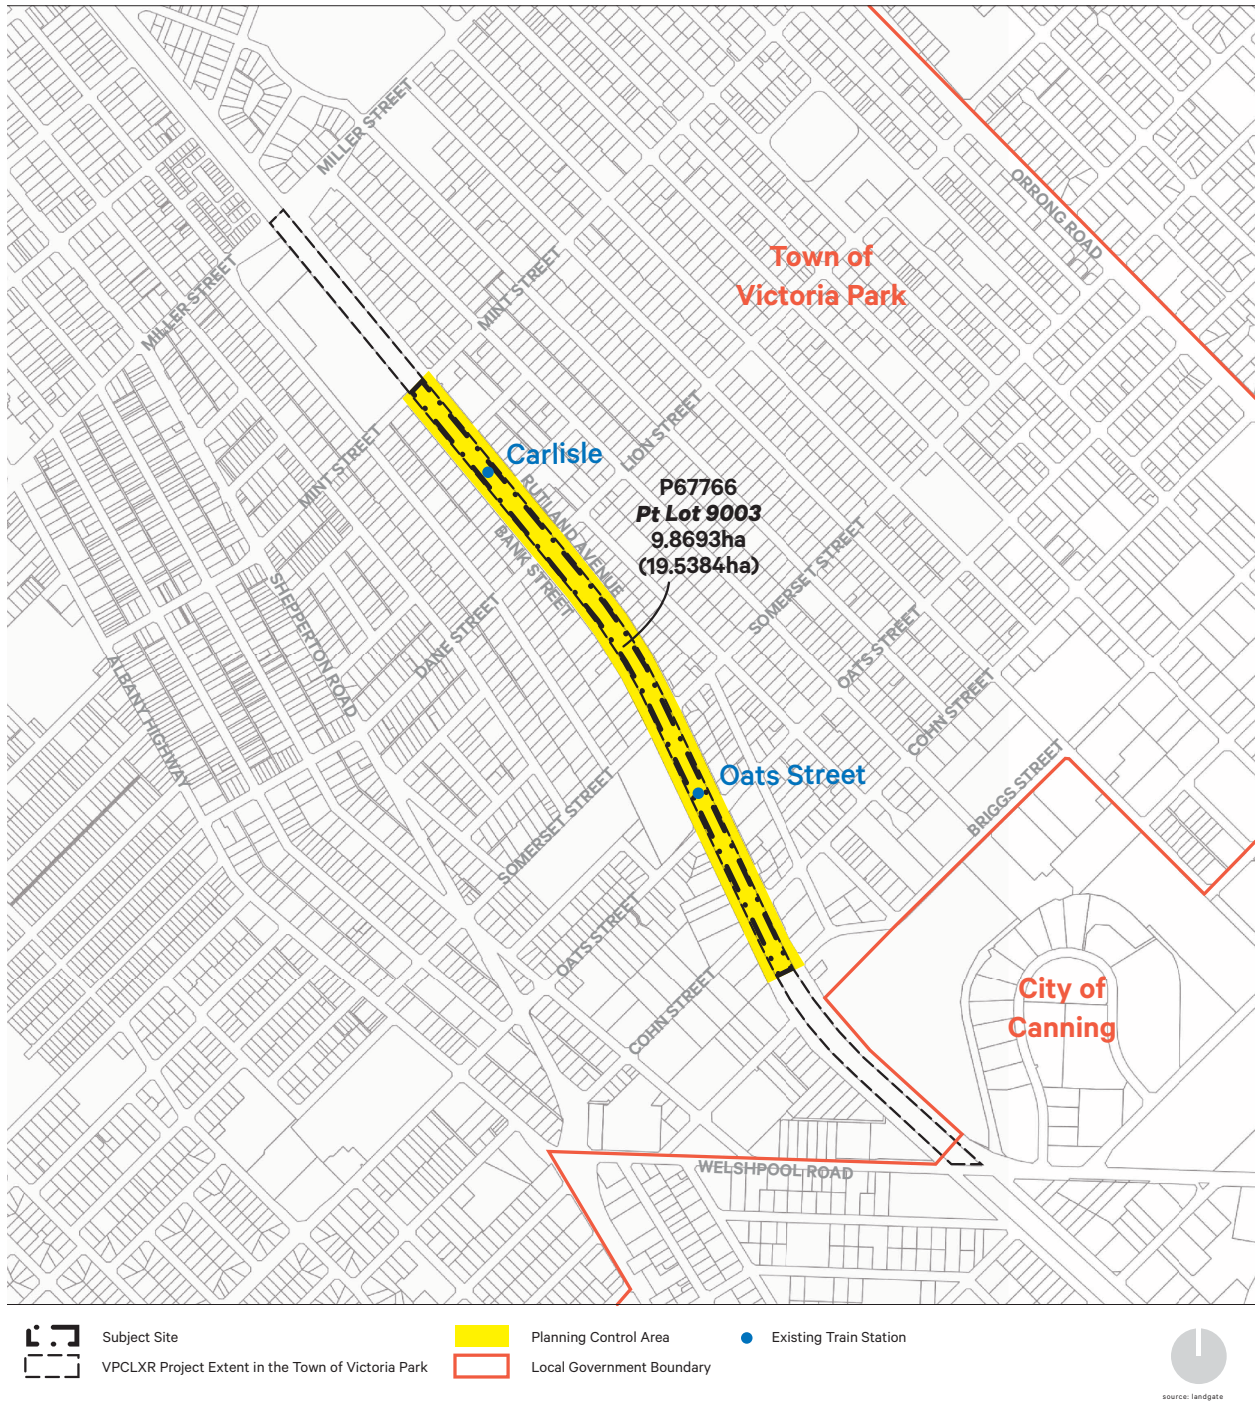 MILLER STREET
ORRONG ROAD
MILLER STREET
MINT STREET
Town of
Victoria Park
Carlisle
LION STREET
MINT STREET
RUTLAND AVENUE
P67766
Pt Lot 9003
9.8693ha
(19.5384ha)
BANK STREET
SOMERSET STREET
SHEPPERTON ROAD
DANE STREET
OATS STREET
ALBANY HIGHWAY
COHN STREET
Oats Street
BRIGGS STREET
SOMERSET STREET
OATS STREET
COHN STREET
City of
Canning
WELSHPOOL ROAD
Subject Site
Planning Control Area
Existing Train Station
VPCLXR Project Extent in the Town of Victoria Park
Local Government Boundary
source: landgate